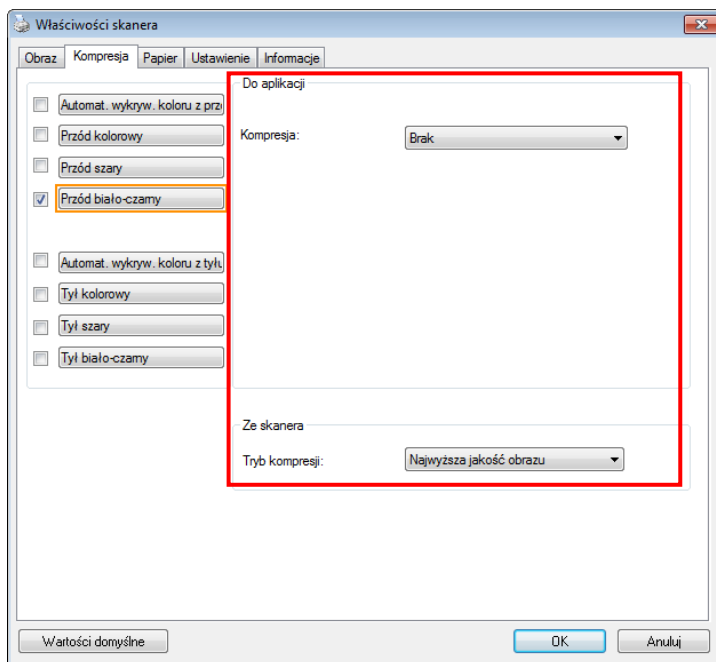 Właściwości skanera
Obraz Kompresja Papier Ustawienie Informacje
Automat. wykryw. koloru z prz
Przód kolorowy
Przód szary
Przód biało-czarny
Automat. wykryw. koloru z tyłu
Tył kolorowy
Tył szary
Tył biało-czarny
Do aplikacji
Kompresja: Brak
Ze skanera
Tryb kompresji: Najwyższa jakość obrazu
Wartości domyślne OK Anuluj